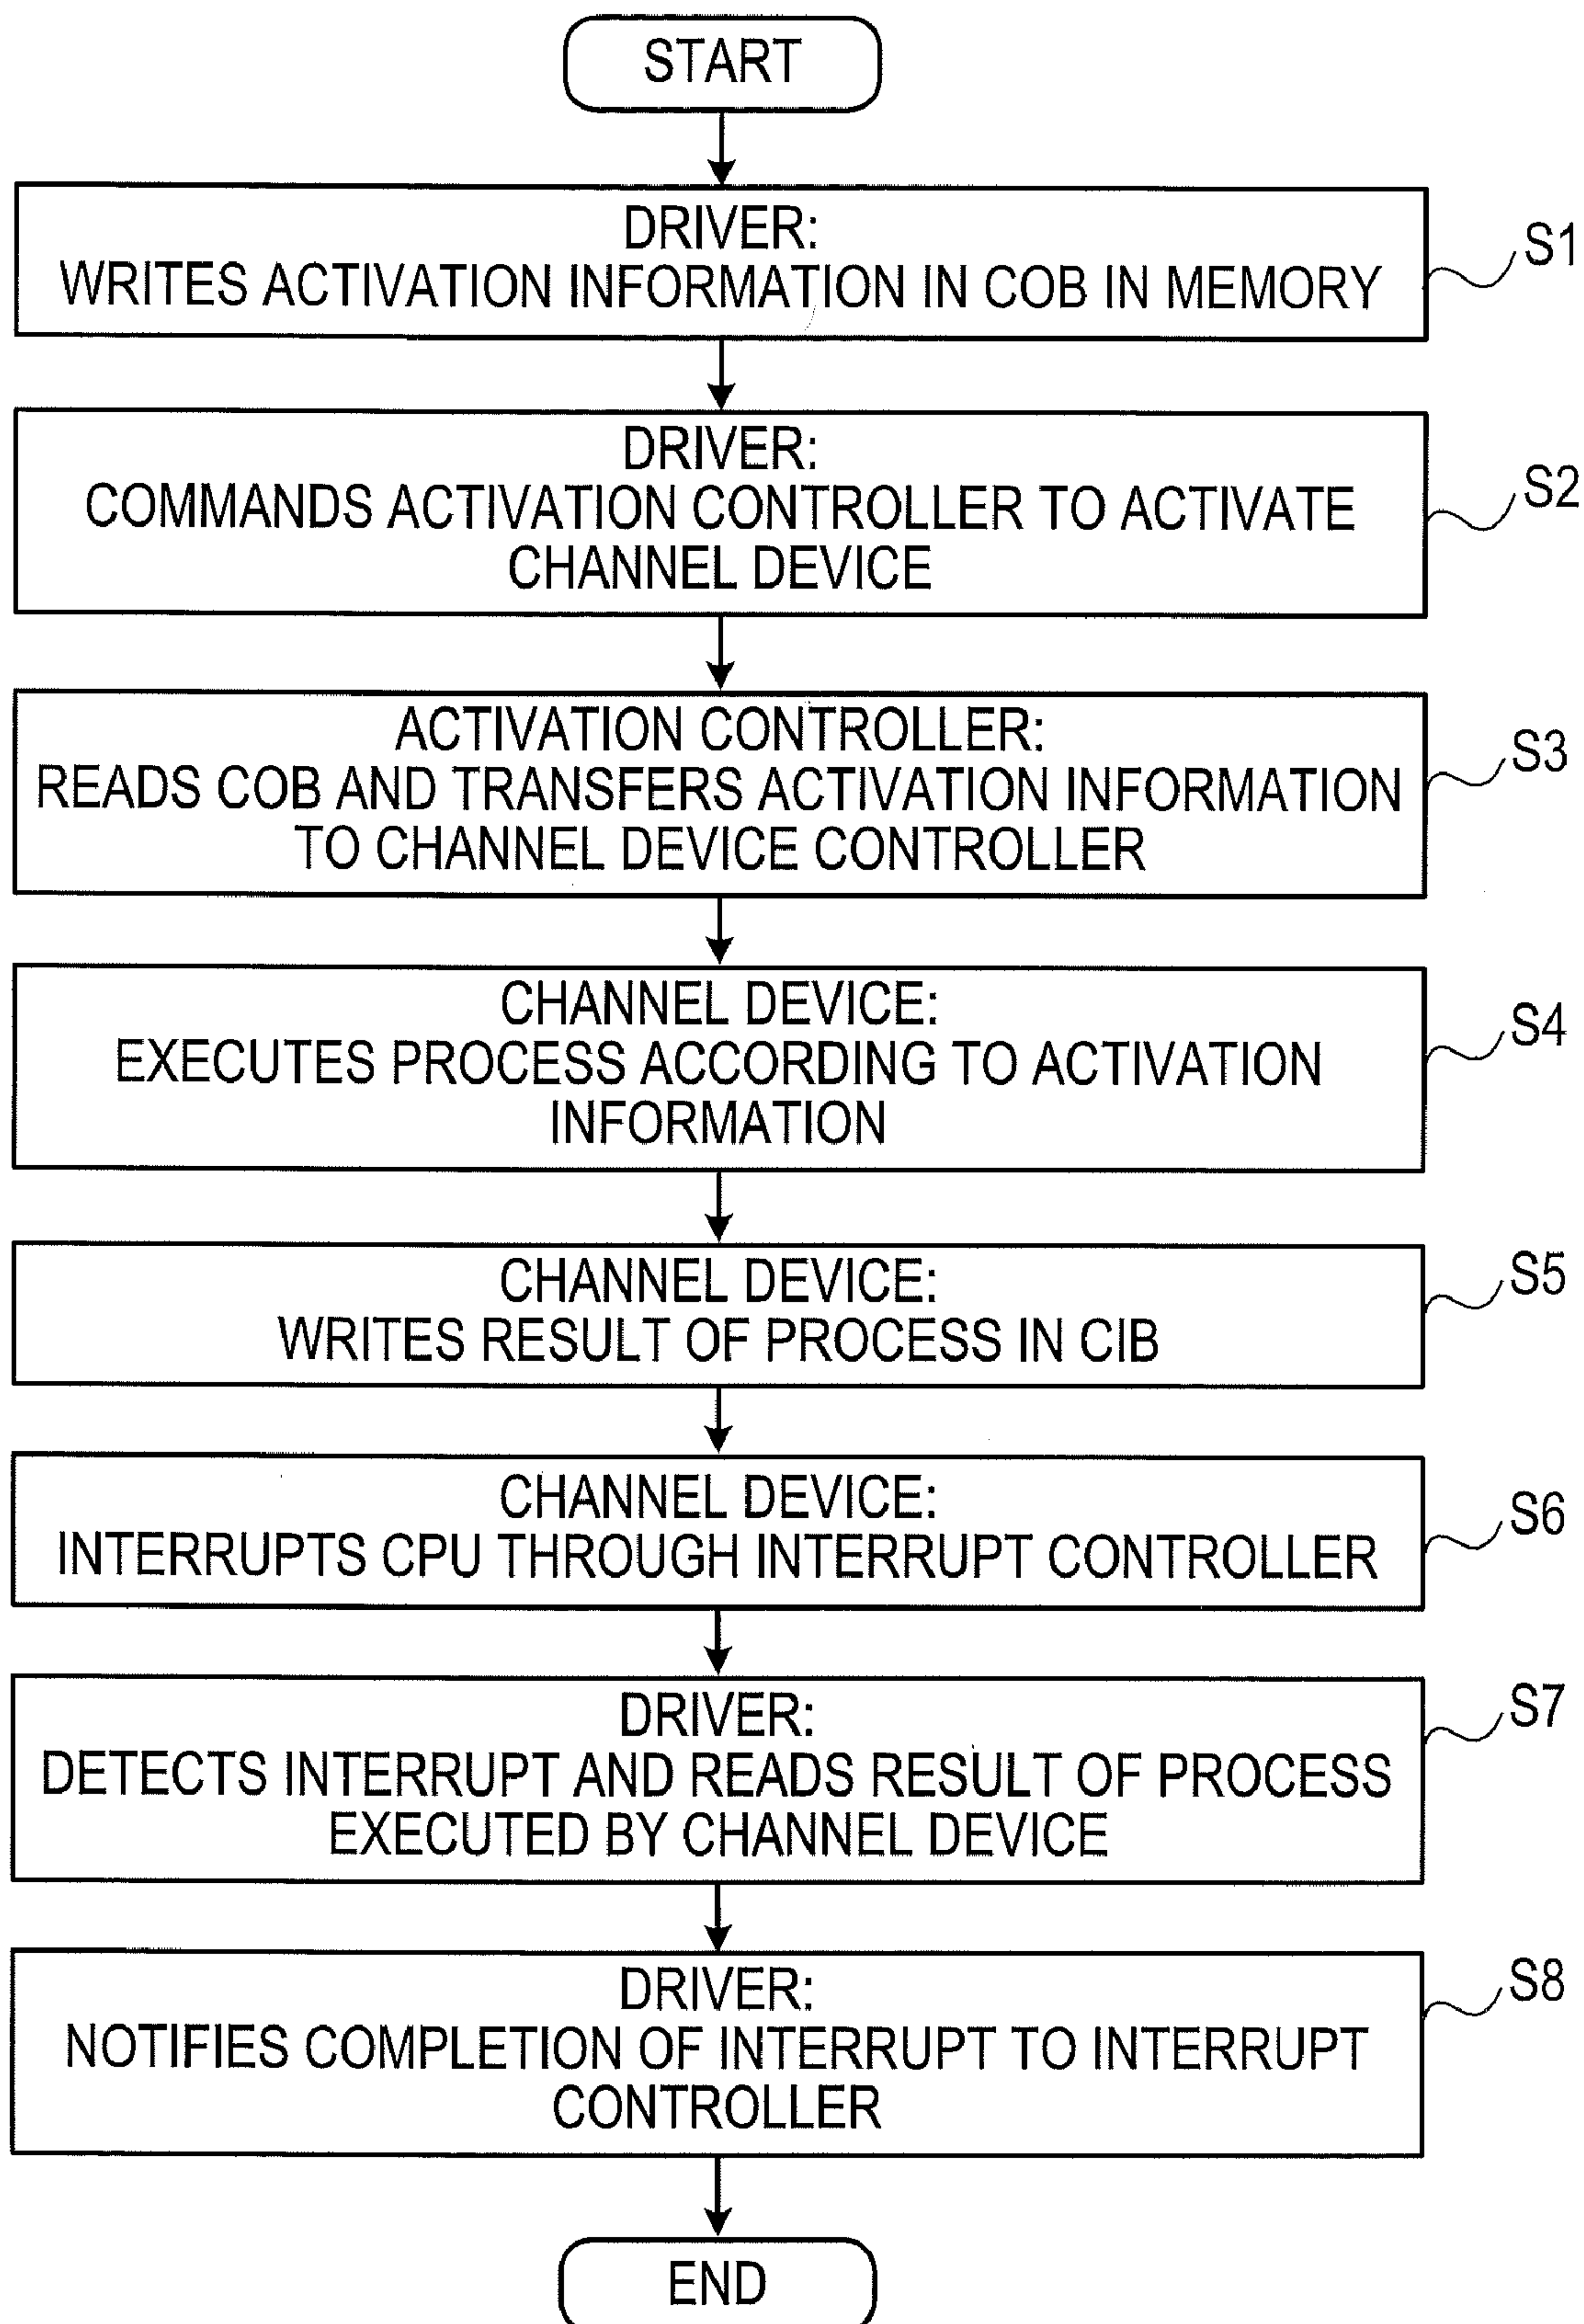 START
DRIVER:
WRITES ACTIVATION INFORMATION IN COB IN MEMORY
S1
DRIVER:
COMMANDS ACTIVATION CONTROLLER TO ACTIVATE
CHANNEL DEVICE
S2
ACTIVATION CONTROLLER:
READS COB AND TRANSFERS ACTIVATION INFORMATION
TO CHANNEL DEVICE CONTROLLER
S3
CHANNEL DEVICE:
EXECUTES PROCESS ACCORDING TO ACTIVATION
INFORMATION
S4
CHANNEL DEVICE:
WRITES RESULT OF PROCESS IN CIB
S5
CHANNEL DEVICE:
INTERRUPTS CPU THROUGH INTERRUPT CONTROLLER
S6
DRIVER:
DETECTS INTERRUPT AND READS RESULT OF PROCESS
EXECUTED BY CHANNEL DEVICE
S7
DRIVER:
NOTIFIES COMPLETION OF INTERRUPT TO INTERRUPT
CONTROLLER
S8
END